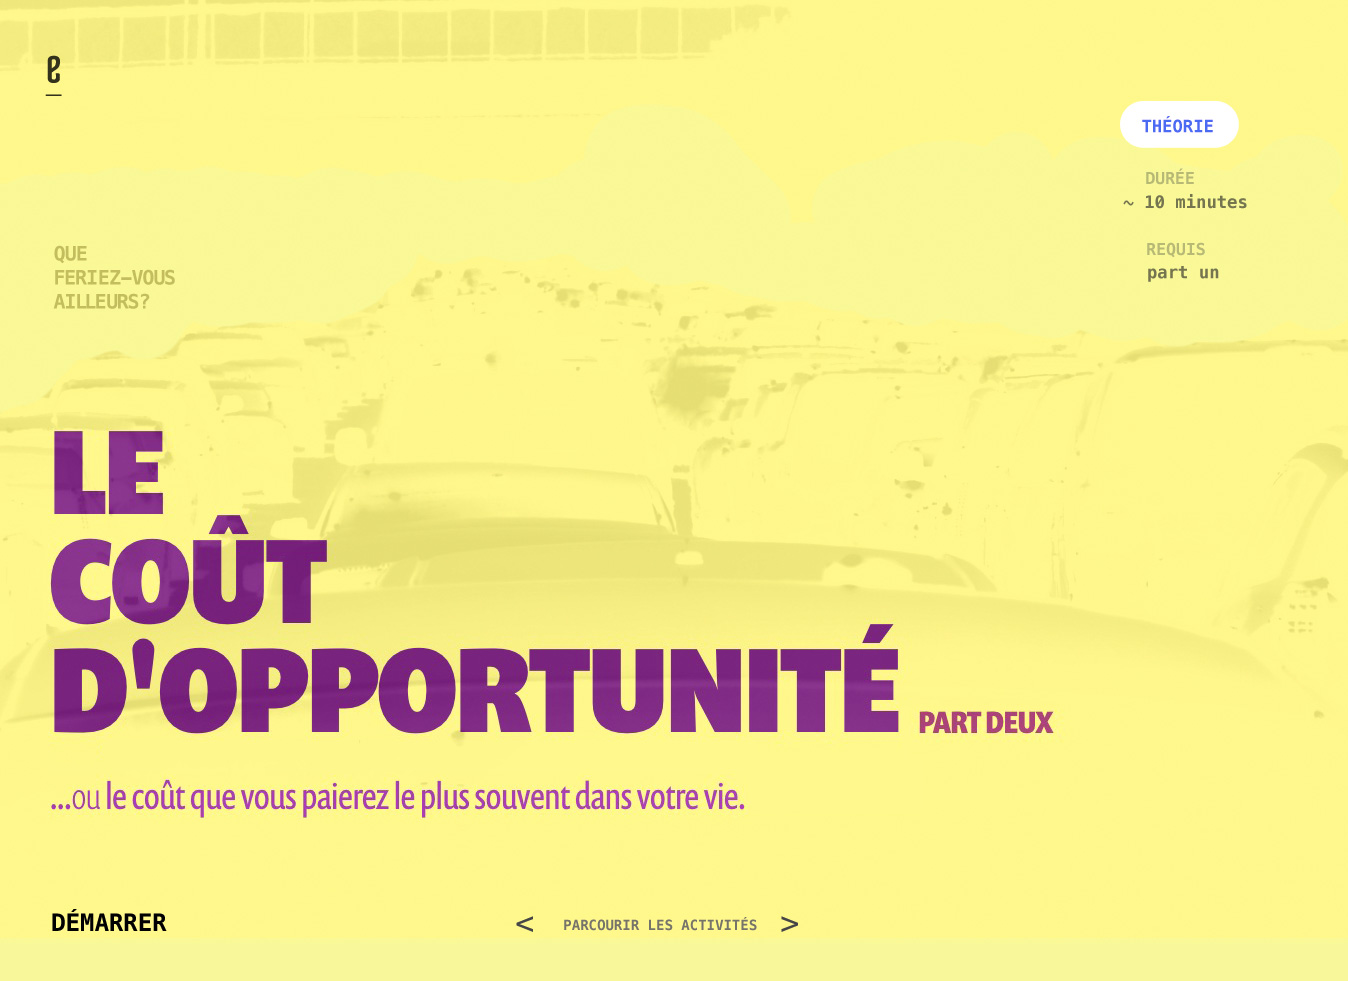 e
THÉORIE
DURÉE
~ 10 minutes
REQUIS
part un
QUE
FERIEZ-VOUS
AILLEURS?
LE
COÛT
D'OPPORTUNITÉ PART DEUX
...ou le coût que vous paierez le plus souvent dans votre vie.
DÉMARRER
< PARCOURIR LES ACTIVITÉS >